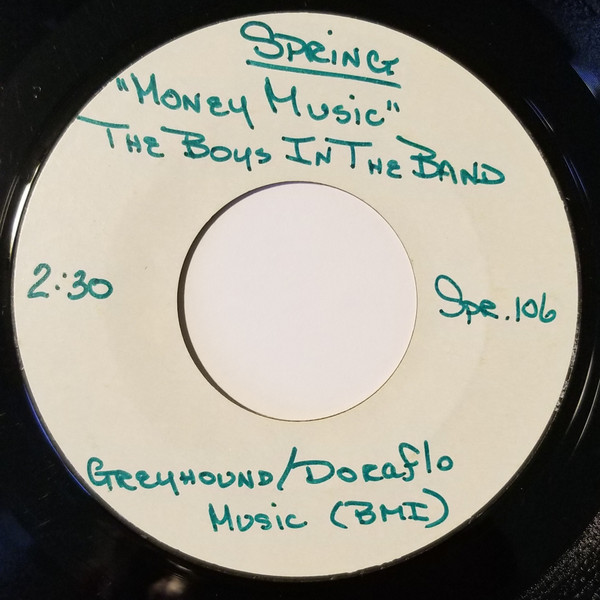 SPRING
"MONEY MUSIC"
THE BOYS IN THE BAND
2:30
SPR.106
GREYHOUND/DORAFLO
MUSIC (BMI)